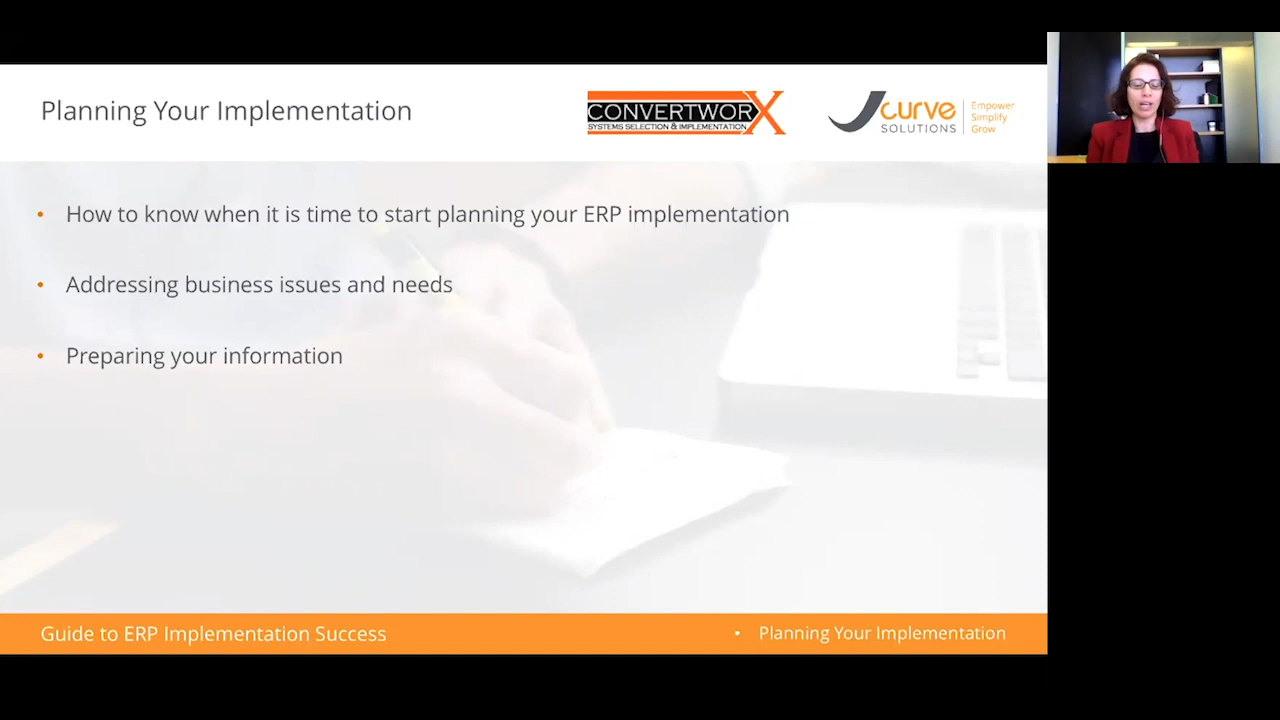 Planning Your Implementation
CONVERTWORX
SYSTEMS SELECTION & IMPLEMENTATION
Jcurve
SOLUTIONS
Empower
Simplify
Grow
• How to know when it is time to start planning your ERP implementation
• Addressing business issues and needs
• Preparing your information
Guide to ERP Implementation Success
• Planning Your Implementation